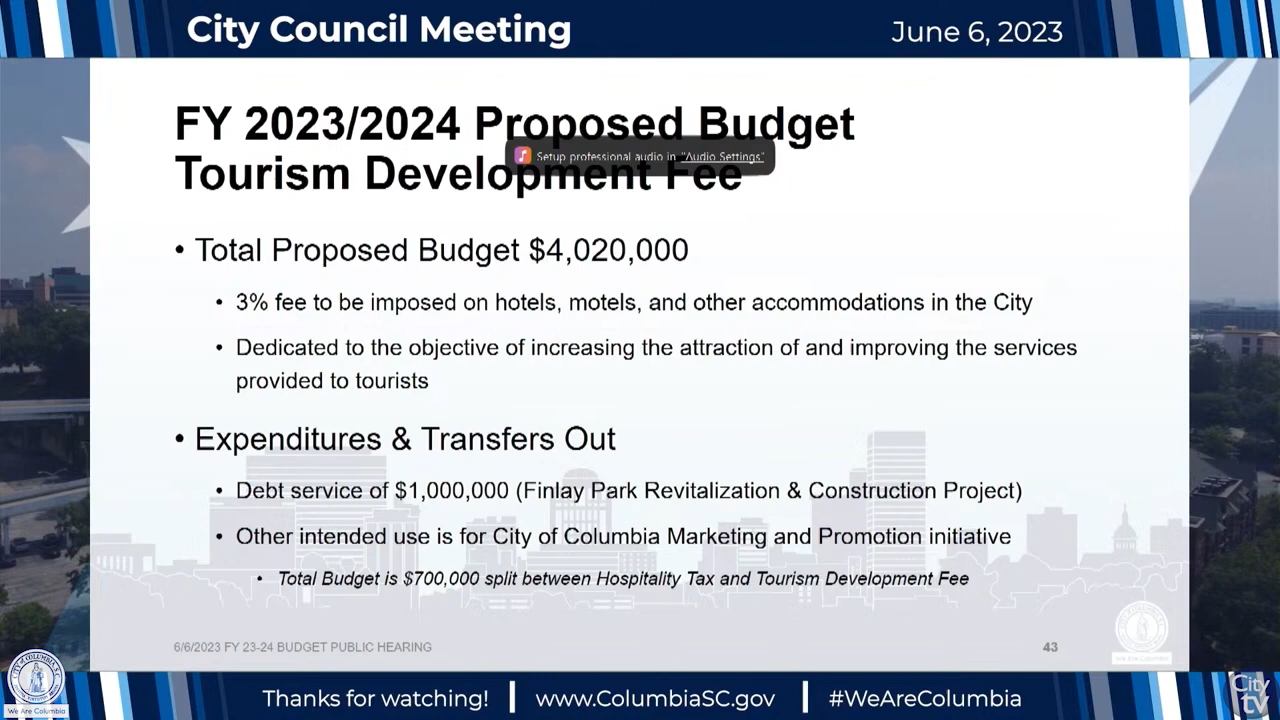 City Council Meeting
June 6, 2023
FY 2023/2024 Proposed Budget
Setup professional audio in "Audio Settings"
Tourism Development Fee
• Total Proposed Budget $4,020,000
• 3% fee to be imposed on hotels, motels, and other accommodations in the City
• Dedicated to the objective of increasing the attraction of and improving the services
provided to tourists
• Expenditures & Transfers Out
• Debt service of $1,000,000 (Finlay Park Revitalization & Construction Project)
• Other intended use is for City of Columbia Marketing and Promotion initiative
• Total Budget is $700,000 split between Hospitality Tax and Tourism Development Fee
6/6/2023 FY 23-24 BUDGET PUBLIC HEARING
43
We Are Columbia
We Are Columbia
Thanks for watching!
www.ColumbiaSC.gov
#WeAreColumbia
City
tv